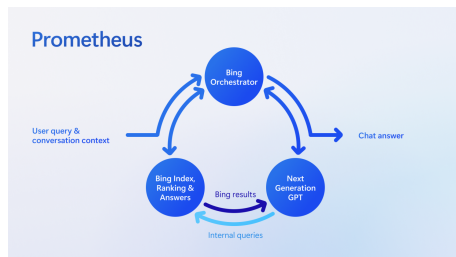 Prometheus
Bing
Orchestrator
User query &
conversation context
Chat answer
Bing Index,
Ranking &
Answers
Bing results
Next
Generation
GPT
Internal queries